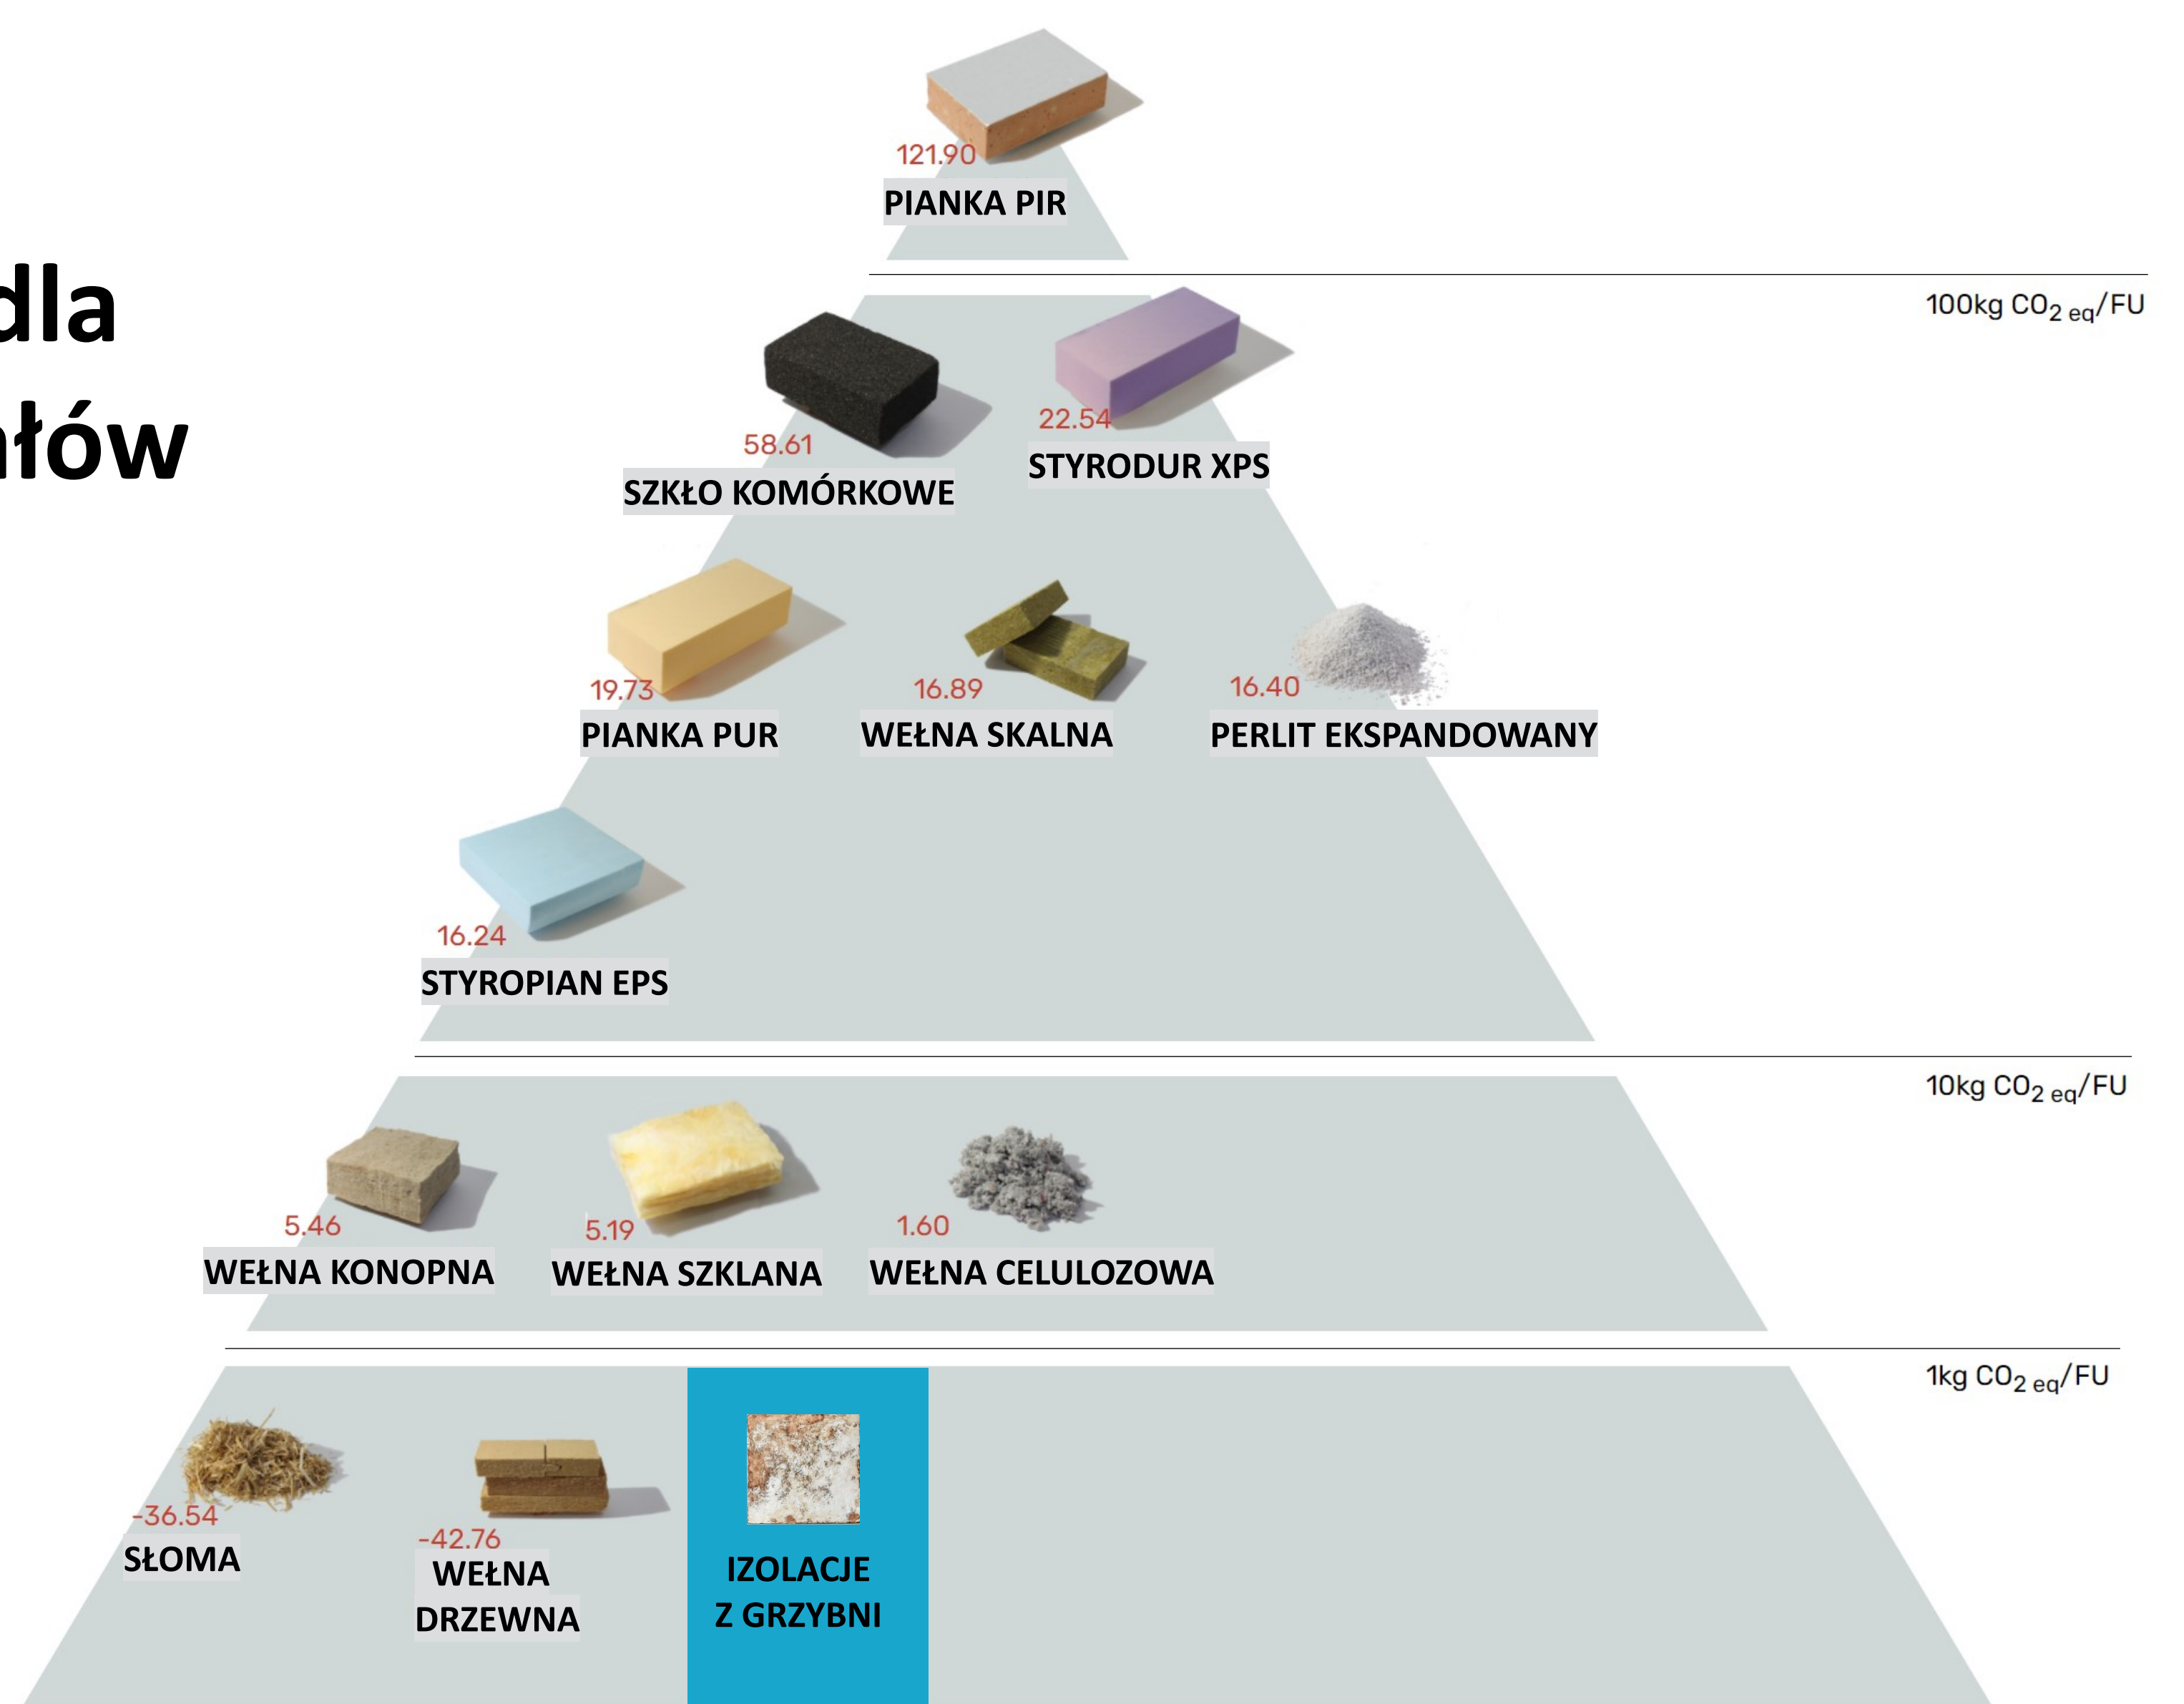 121.90
PIANKA PIR
100kg CO₂ eq/FU
dla
łów
58.61
SZKŁO KOMÓRKOWE
22.54
STYRODUR XPS
19.73
PIANKA PUR
16.89
WEŁNA SKALNA
16.40
PERLIT EKSPANDOWANY
16.24
STYROPIAN EPS
10kg CO₂ eq/FU
5.46
WEŁNA KONOPNA
5.19
WEŁNA SZKLANA
1.60
WEŁNA CELULOZOWA
1kg CO₂ eq/FU
-36.54
SŁOMA
-42.76
WEŁNA
DRZEWNA
IZOLACJE
Z GRZYBNI